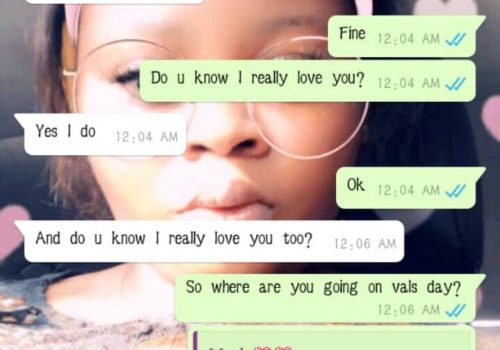 Fine 12:04 AM
Do u know I really love you? 12:04 AM
Yes I do 12:04 AM
Ok 12:04 AM
And do u know I really love you too? 12:06 AM
So where are you going on vals day?
12:06 AM